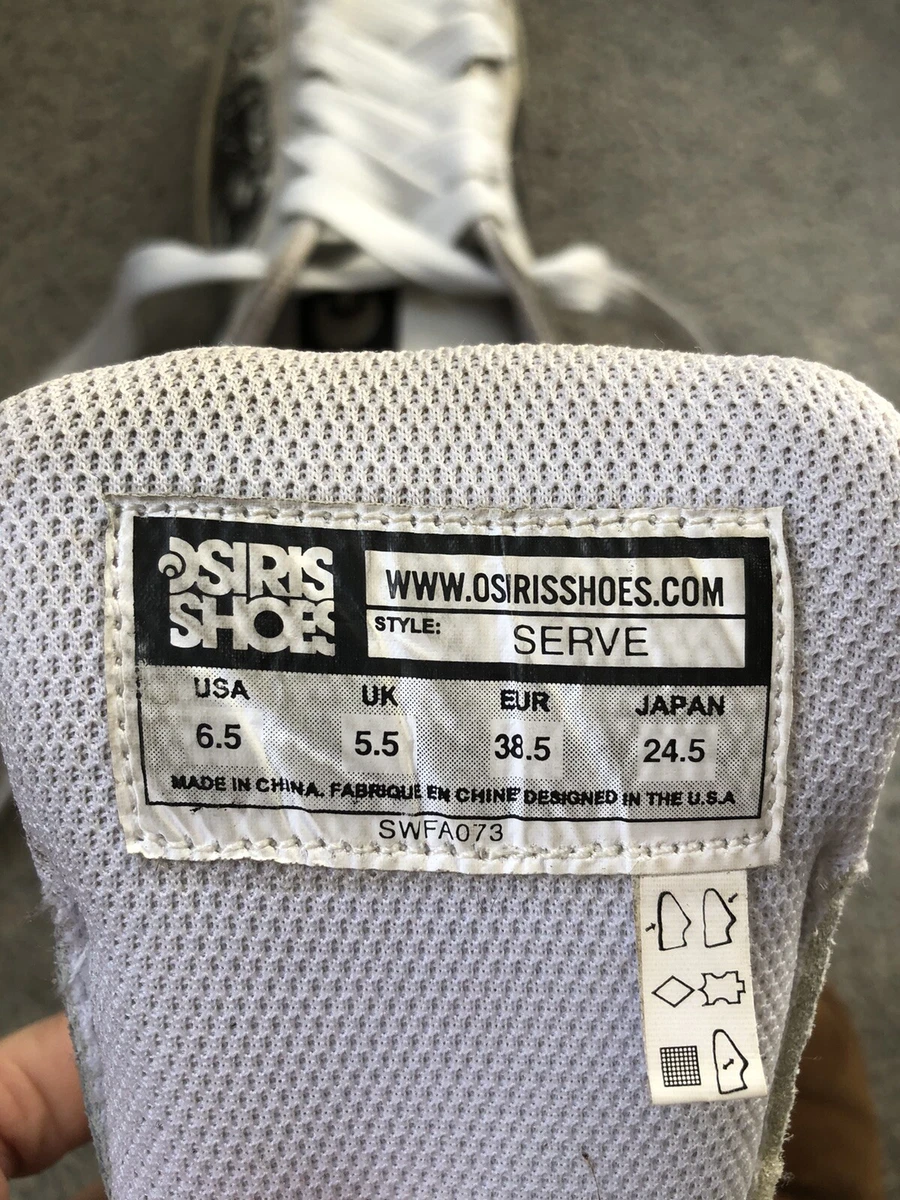 OSIRIS
SHOES
WWW.OSIRISSHOES.COM
STYLE: SERVE
USA UK EUR JAPAN
6.5 5.5 38.5 24.5
MADE IN CHINA. FABRIQUE EN CHINE DESIGNED IN THE U.S.A
SWFA073